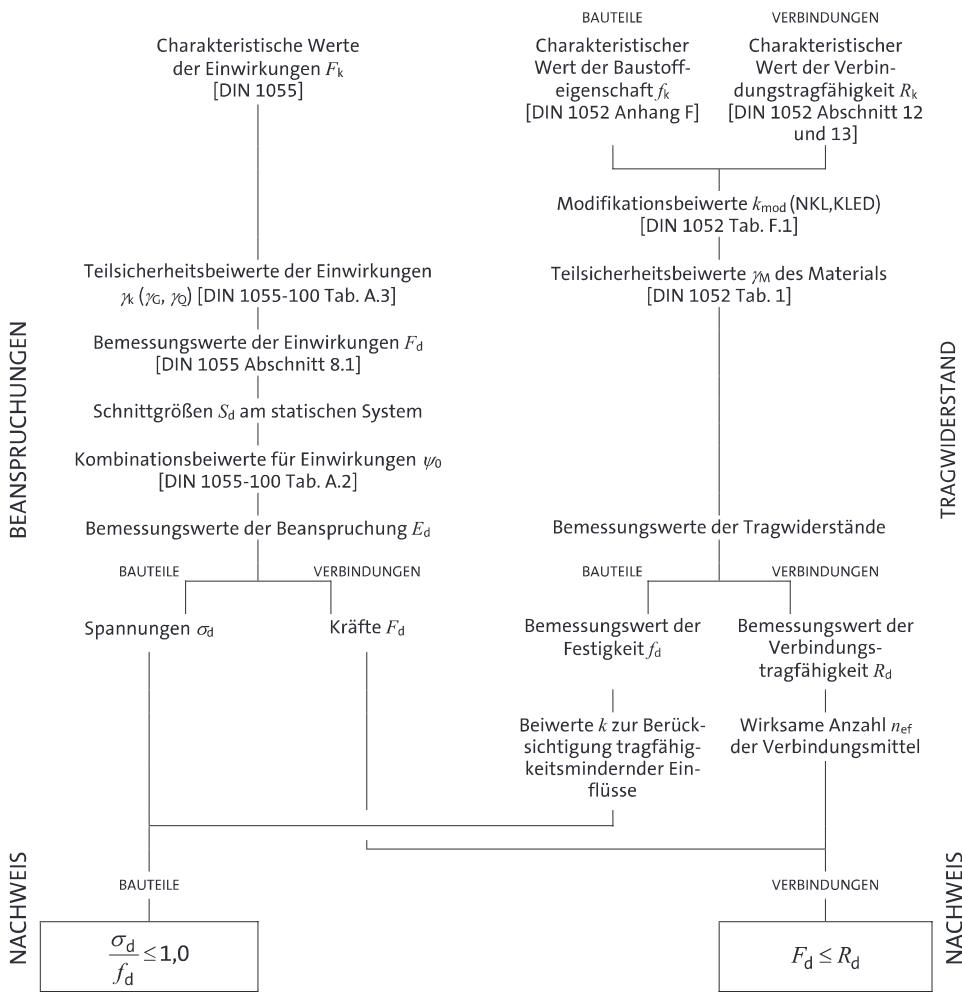 BAUTEILE
VERBINDUNGEN
Charakteristische Werte
der Einwirkungen Fk
[DIN 1055]
Charakteristischer
Wert der Baustoff-
eigenschaft fk
[DIN 1052 Anhang F]
Charakteristischer
Wert der Verbin-
dungstragfähigkeit Rk
[DIN 1052 Abschnitt 12
und 13]
Modifikationsbeiwerte kmod (NKL,KLED)
[DIN 1052 Tab. F.1]
Teilsicherheitsbeiwerte der Einwirkungen
γk (γG, γQ) [DIN 1055-100 Tab. A.3]
Teilsicherheitsbeiwerte γM des Materials
[DIN 1052 Tab. 1]
BEANSPRUCHUNGEN
Bemessungswerte der Einwirkungen Fd
[DIN 1055 Abschnitt 8.1]
Schnittgrößen Sd am statischen System
Kombinationsbeiwerte für Einwirkungen ψ0
[DIN 1055-100 Tab. A.2]
Bemessungswerte der Beanspruchung Ed
TRAGWIDERSTAND
Bemessungswerte der Tragwiderstände
BAUTEILE
VERBINDUNGEN
BAUTEILE
VERBINDUNGEN
Spannungen σd
Kräfte Fd
Bemessungswert der
Festigkeit fd
Bemessungswert der
Verbindungs-
tragfähigkeit Rd
Beiwerte k zur Berück-
sichtigung tragfähig-
keitsmindernder Ein-
flüsse
Wirksame Anzahl nef
der Verbindungsmittel
NACHWEIS
BAUTEILE
σd
fd
≤ 1,0
VERBINDUNGEN
Fd ≤ Rd
NACHWEIS